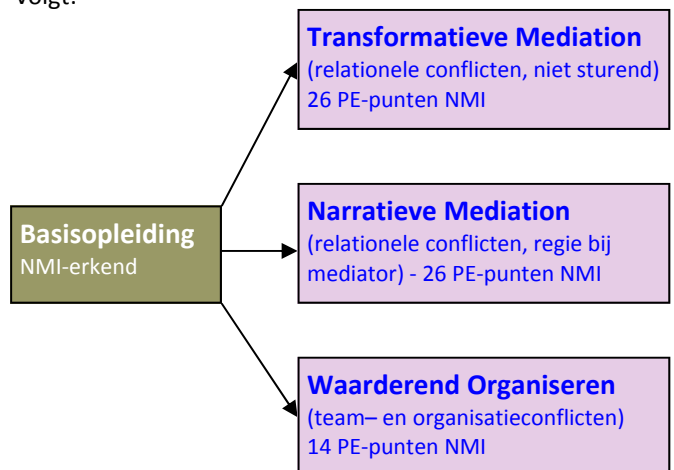 volgt:
Transformatieve Mediation
(relationele conflicten, niet sturend)
26 PE-punten NMI
Basisopleiding
NMI-erkend
Narratieve Mediation
(relationele conflicten, regie bij
mediator) - 26 PE-punten NMI
Waarderend Organiseren
(team– en organisatieconflicten)
14 PE-punten NMI